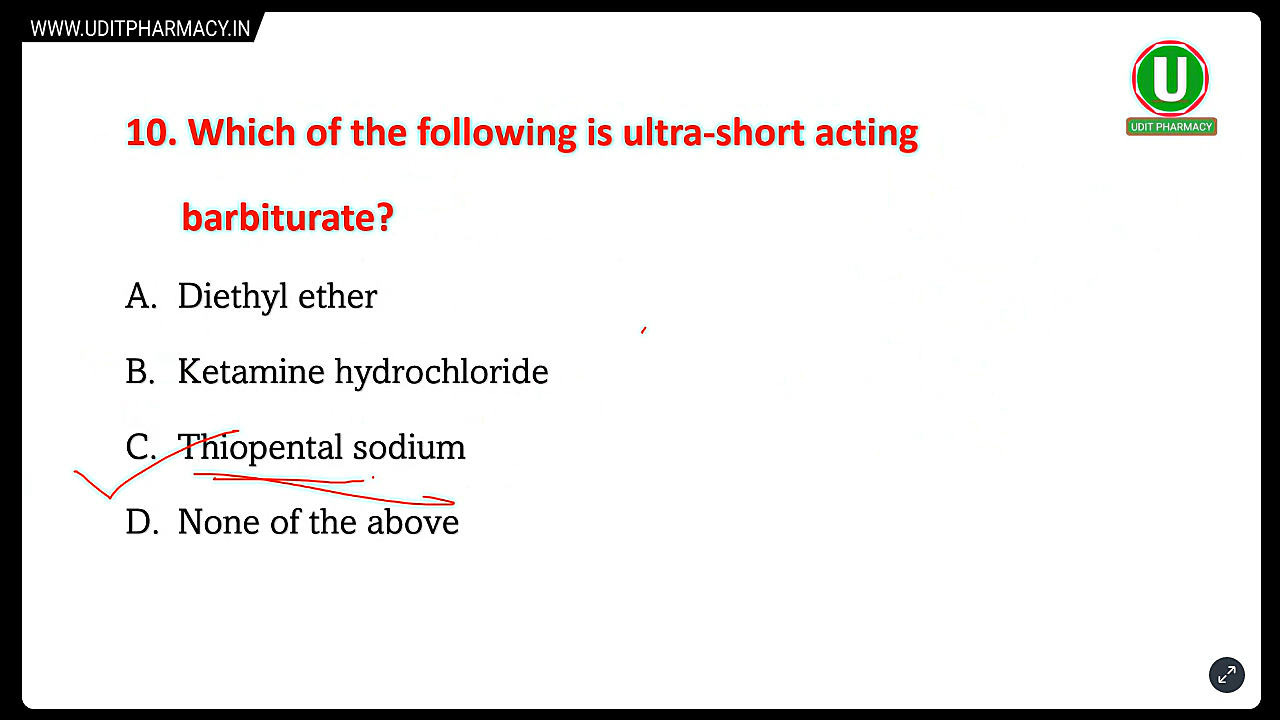 WWW.UDITPHARMACY.IN
U
UDIT PHARMACY
10. Which of the following is ultra-short acting
barbiturate?
A. Diethyl ether
B. Ketamine hydrochloride
C. Thiopental sodium
D. None of the above